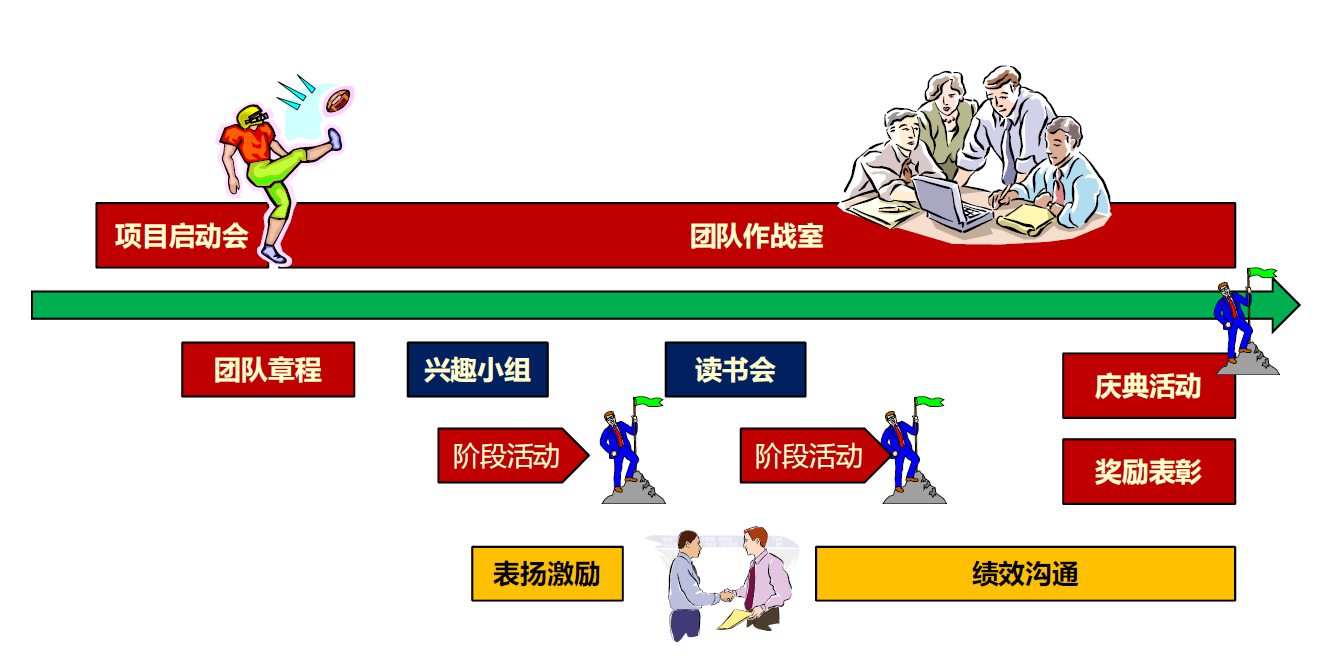 项目启动会
团队作战室
团队章程
兴趣小组
读书会
庆典活动
阶段活动
阶段活动
奖励表彰
表扬激励
绩效沟通